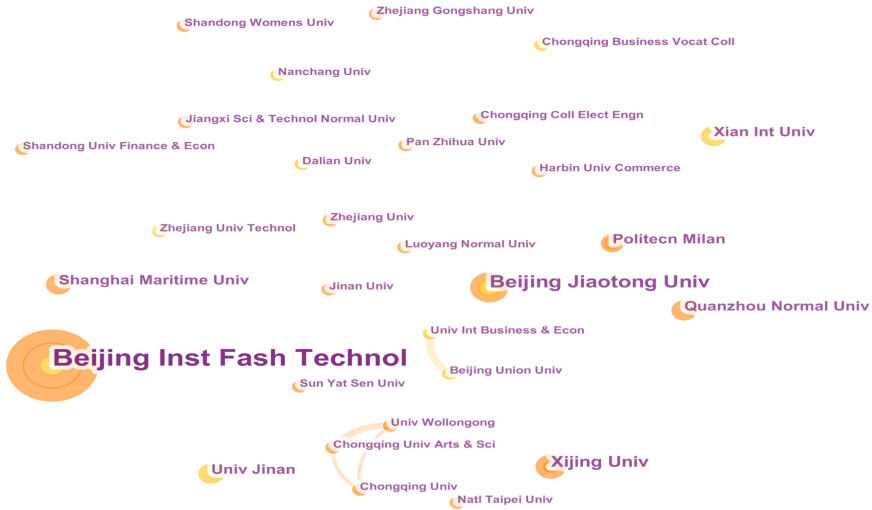 Zhejiang Gongshang Univ
Shandong Womens Univ
Chongqing Business Vocat Coll
Nanchang Univ
Chongqing Coll Elect Engn
Jiangxi Sci & Technol Normal Univ
Xian Int Univ
Pan Zhihua Univ
Shandong Univ Finance & Econ
Dalian Univ
Harbin Univ Commerce
Zhejiang Univ
Zhejiang Univ Technol
Politecn Milan
Luoyang Normal Univ
Shanghai Maritime Univ
Beijing Jiaotong Univ
Jinan Univ
Quanzhou Normal Univ
Univ Int Business & Econ
Beijing Inst Fash Technol
Beijing Union Univ
Sun Yat Sen Univ
Univ Wollongong
Chongqing Univ Arts & Sci
Xijing Univ
Univ Jinan
Chongqing Univ
Natl Taipei Univ